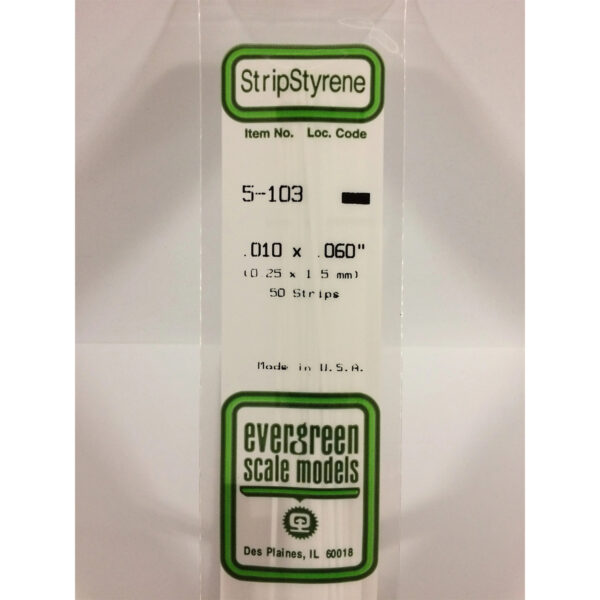 StripStyrene
Item No. Loc. Code
5-103
.010 x .060"
(0.25 x 1.5 mm)
50 Strips
Made in U.S.A.
evergreen
scale models
Des Plaines, IL 60018